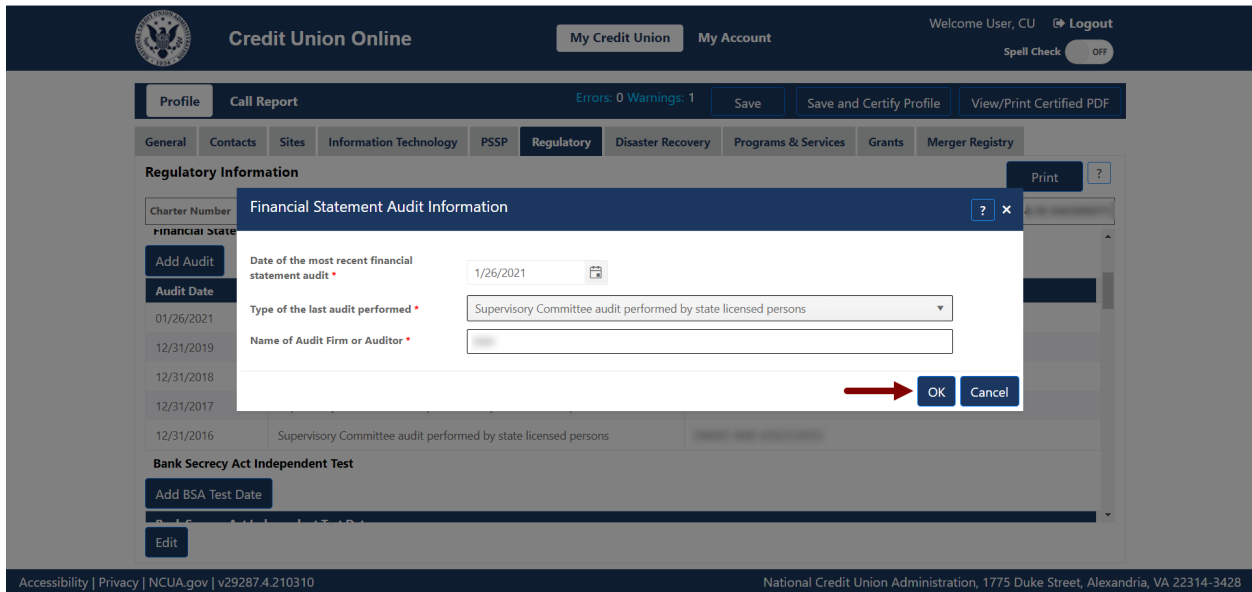 Welcome User, CU Logout
Credit Union Online
My Credit Union My Account
Spell Check OFF
Profile Call Report Errors: 0 Warnings: 1 Save Save and Certify Profile View/Print Certified PDF
General Contacts Sites Information Technology PSSP Regulatory Disaster Recovery Programs & Services Grants Merger Registry
Regulatory Information
Print ?
Charter Number
Financial Statement Audit Information ? ×
Financial State
Add Audit
Date of the most recent financial
statement audit * 1/26/2021
Audit Date
Type of the last audit performed * Supervisory Committee audit performed by state licensed persons
01/26/2021
Name of Audit Firm or Auditor *
12/31/2019
12/31/2018
OK Cancel
12/31/2017
12/31/2016 Supervisory Committee audit performed by state licensed persons
Bank Secrecy Act Independent Test
Add BSA Test Date
Edit
Accessibility | Privacy | NCUA.gov | v29287.4.210310 National Credit Union Administration, 1775 Duke Street, Alexandria, VA 22314-3428